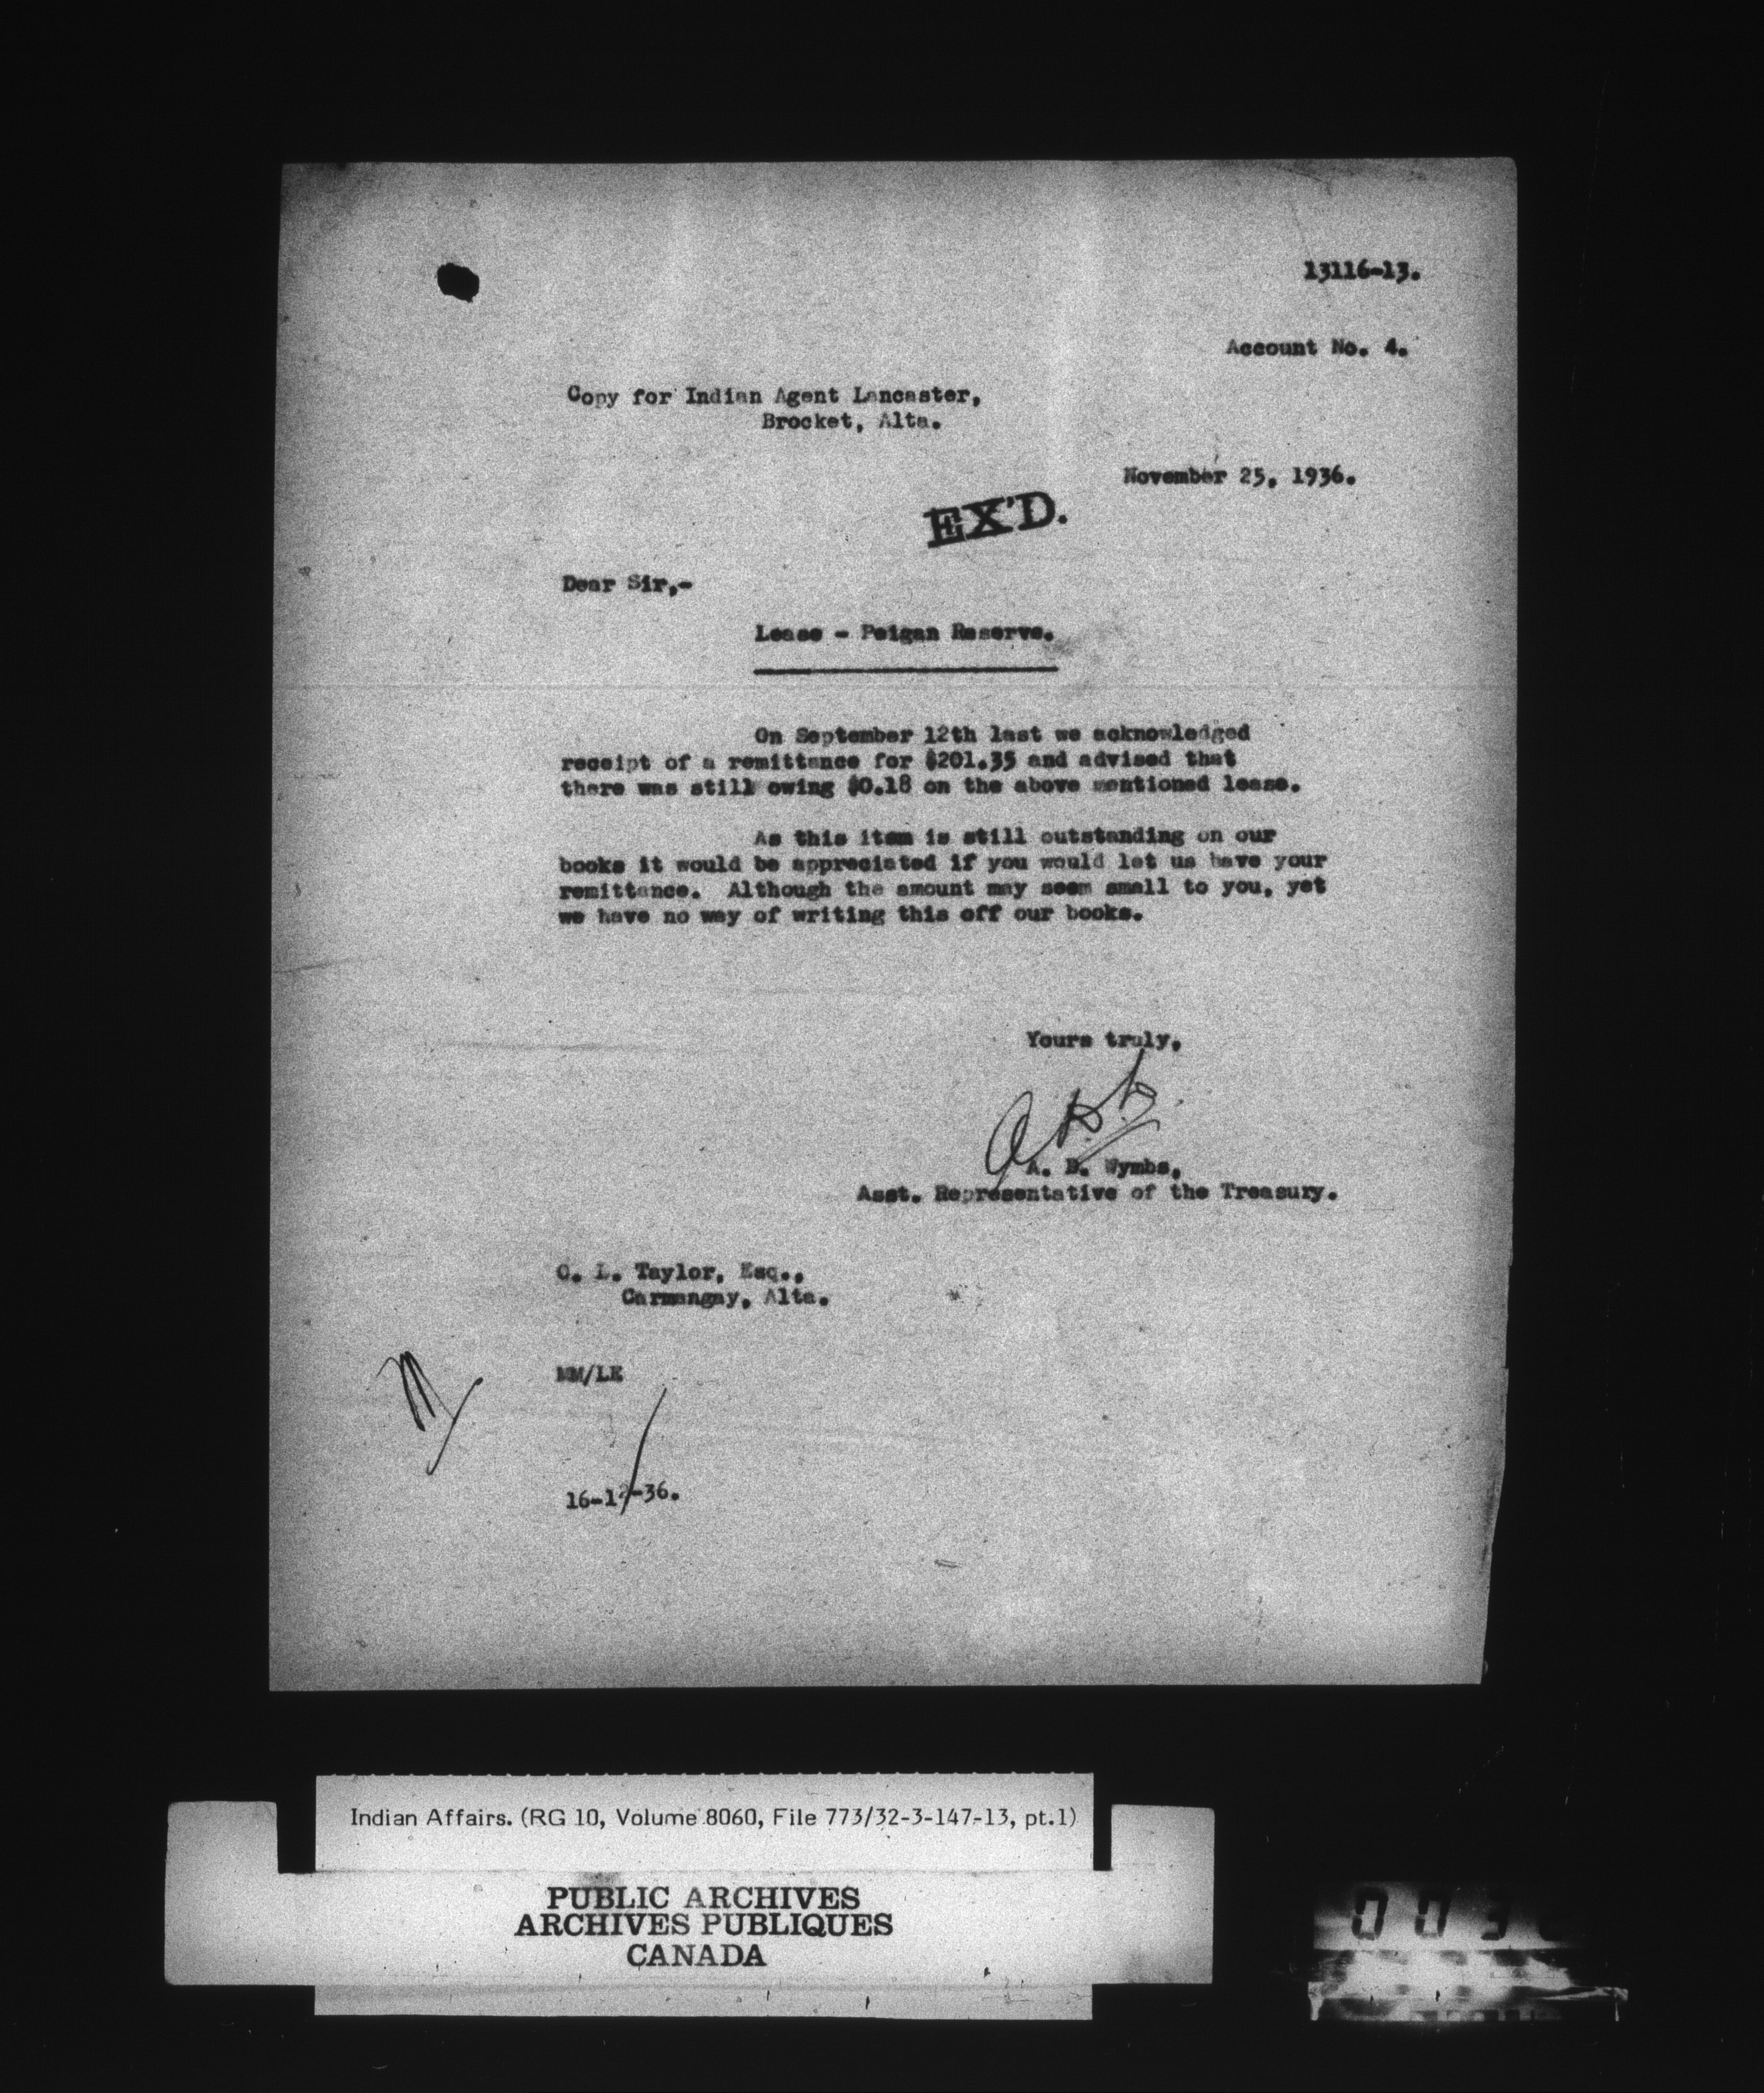 13116-13.
Account No. 4.
Copy for Indian Agent Lancaster,
Brocket, Alta.
November 25, 1936.
EX'D.
Dear Sir,-
Lease - Peigan Reserve.
On September 12th last we acknowledged
receipt of a remittance for $201.35 and advised that
there was still owing $0.18 on the above mentioned lease.
As this item is still outstanding on our
books it would be appreciated if you would let us have your
remittance. Although the amount may seem small to you, yet
we have no way of writing this off our books.
Yours truly,
A. D. Wymbs,
Asst. Representative of the Treasury.
C. L. Taylor, Esq.,
Carmangay, Alta.
MM/LE
16-12-36.
Indian Affairs. (RG 10, Volume 8060, File 773/32-3-147-13, pt.1)
PUBLIC ARCHIVES
ARCHIVES PUBLIQUES
CANADA